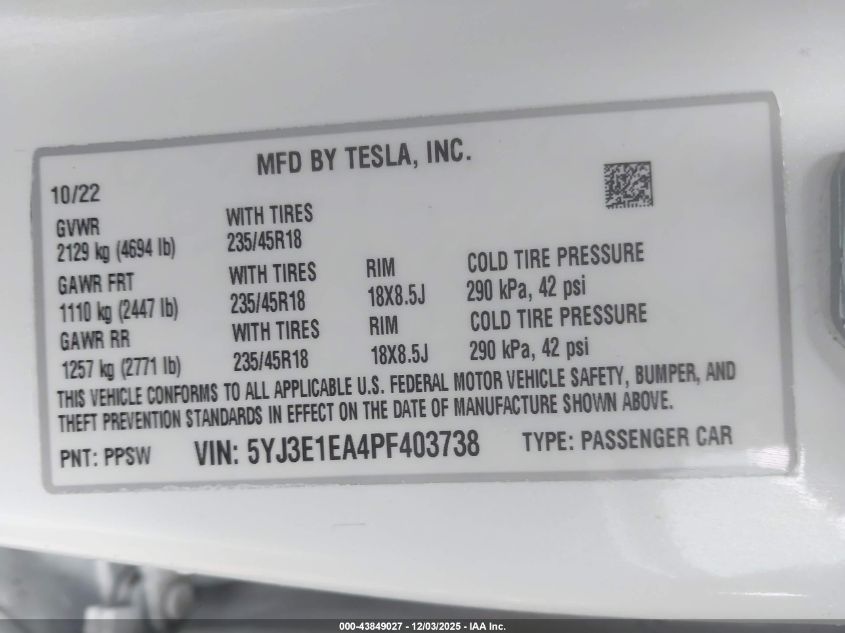 MFD BY TESLA, INC.
10/22
GVWR WITH TIRES
2129 kg (4694 lb) 235/45R18
GAWR FRT WITH TIRES RIM COLD TIRE PRESSURE
1110 kg (2447 lb) 235/45R18 18X8.5J 290 kPa, 42 psi
GAWR RR WITH TIRES RIM COLD TIRE PRESSURE
1257 kg (2771 lb) 235/45R18 18X8.5J 290 kPa, 42 psi
THIS VEHICLE CONFORMS TO ALL APPLICABLE U.S. FEDERAL MOTOR VEHICLE SAFETY, BUMPER, AND
THEFT PREVENTION STANDARDS IN EFFECT ON THE DATE OF MANUFACTURE SHOWN ABOVE.
PNT: PPSW VIN: 5YJ3E1EA4PF403738 TYPE: PASSENGER CAR
000-43849027 - 12/03/2025 - IAA Inc.